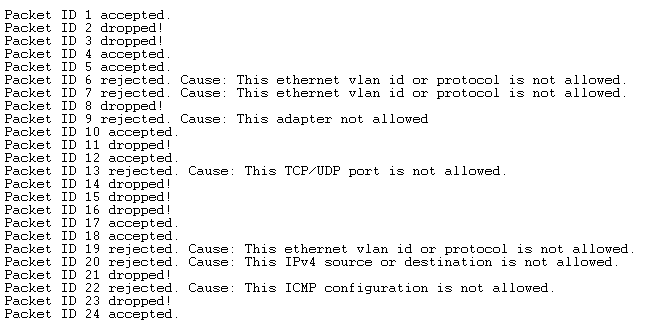 Packet ID 1 accepted.
Packet ID 2 dropped!
Packet ID 3 dropped!
Packet ID 4 accepted.
Packet ID 5 accepted.
Packet ID 6 rejected. Cause: This ethernet vlan id or protocol is not allowed.
Packet ID 7 rejected. Cause: This ethernet vlan id or protocol is not allowed.
Packet ID 8 dropped!
Packet ID 9 rejected. Cause: This adapter not allowed
Packet ID 10 accepted.
Packet ID 11 dropped!
Packet ID 12 accepted.
Packet ID 13 rejected. Cause: This TCP/UDP port is not allowed.
Packet ID 14 dropped!
Packet ID 15 dropped!
Packet ID 16 dropped!
Packet ID 17 accepted.
Packet ID 18 accepted.
Packet ID 19 rejected. Cause: This ethernet vlan id or protocol is not allowed.
Packet ID 20 rejected. Cause: This IPv4 source or destination is not allowed.
Packet ID 21 dropped!
Packet ID 22 rejected. Cause: This ICMP configuration is not allowed.
Packet ID 23 dropped!
Packet ID 24 accepted.